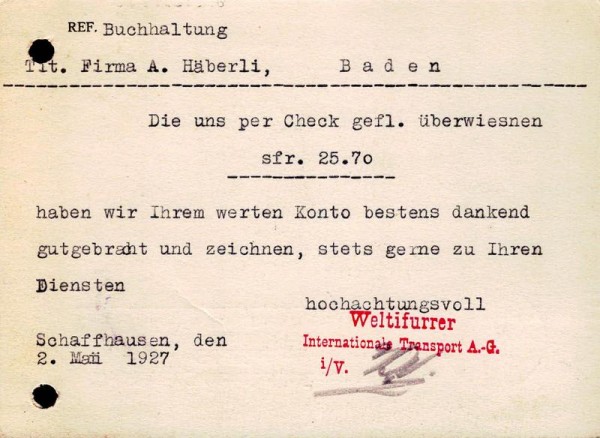 REF. Buchhaltung
Tit. Firma A. Häberli, Baden
Die uns per Check gefl. überwiesnen
sfr. 25.70
haben wir Ihrem werten Konto bestens dankend
gutgebracht und zeichnen, stets gerne zu Ihren
Diensten
hochachtungsvoll
Weltifurrer
Internationale Transport A.-G.
i/V.
Schaffhausen, den
2. Mai 1927